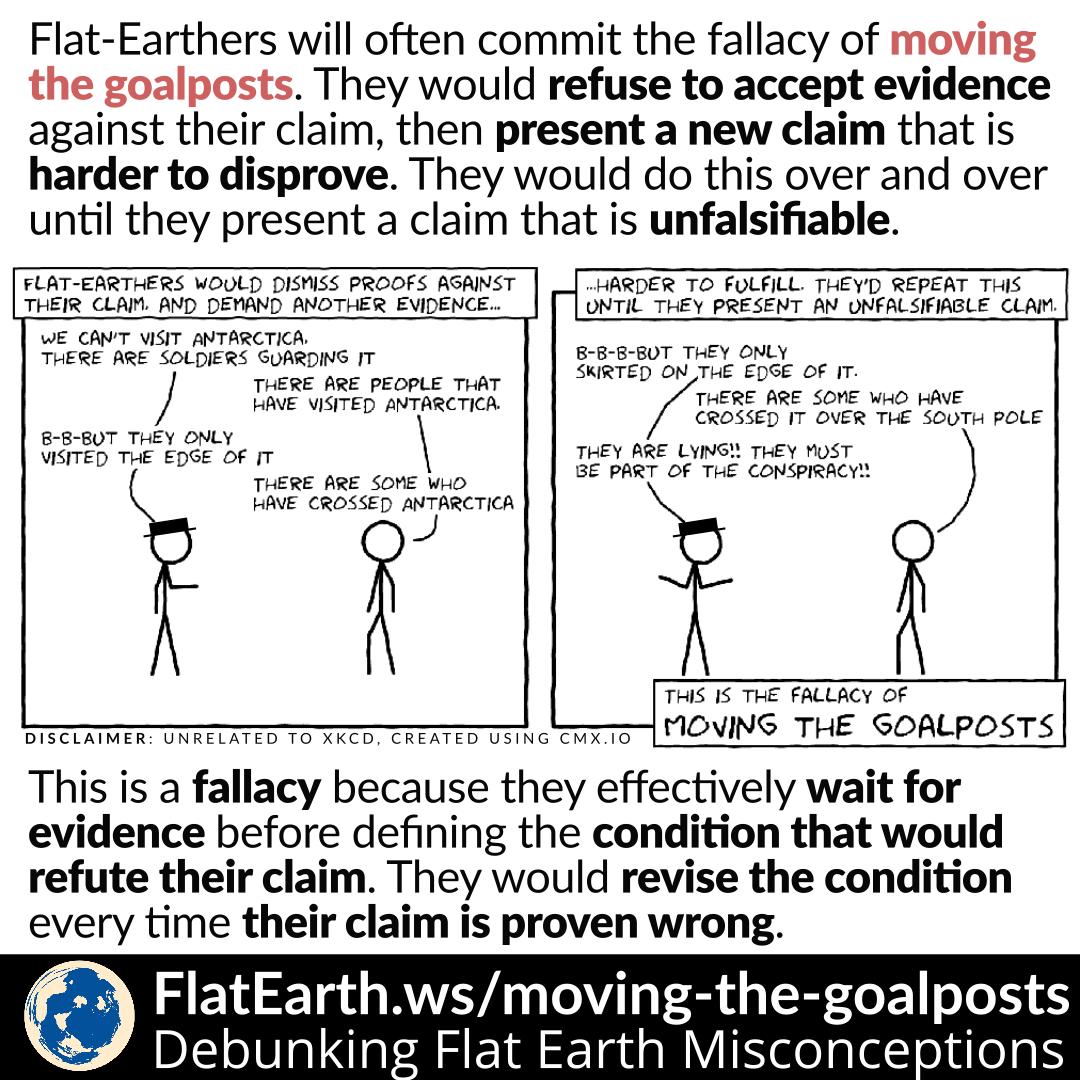 Flat-Earthers will often commit the fallacy of moving
the goalposts. They would refuse to accept evidence
against their claim, then present a new claim that is
harder to disprove. They would do this over and over
until they present a claim that is unfalsifiable.
FLAT-EARTHERS WOULD DISMISS PROOFS AGAINST
THEIR CLAIM. AND DEMAND ANOTHER EVIDENCE...
WE CAN'T VISIT ANTARCTICA.
THERE ARE SOLDIERS GUARDING IT
THERE ARE PEOPLE THAT
HAVE VISITED ANTARCTICA.
B-B-BUT THEY ONLY
VISITED THE EDGE OF IT
THERE ARE SOME WHO
HAVE CROSSED ANTARCTICA
...HARDER TO FULFILL. THEY'D REPEAT THIS
UNTIL THEY PRESENT AN UNFALSIFIABLE CLAIM.
B-B-B-BUT THEY ONLY
SKIRTED ON THE EDGE OF IT.
THERE ARE SOME WHO HAVE
CROSSED IT OVER THE SOUTH POLE
THEY ARE LYING!! THEY MUST
BE PART OF THE CONSPIRACY!!
THIS IS THE FALLACY OF
MOVING THE GOALPOSTS
DISCLAIMER: UNRELATED TO XKCD, CREATED USING CMX.IO
This is a fallacy because they effectively wait for
evidence before defining the condition that would
refute their claim. They would revise the condition
every time their claim is proven wrong.
FlatEarth.ws/moving-the-goalposts
Debunking Flat Earth Misconceptions